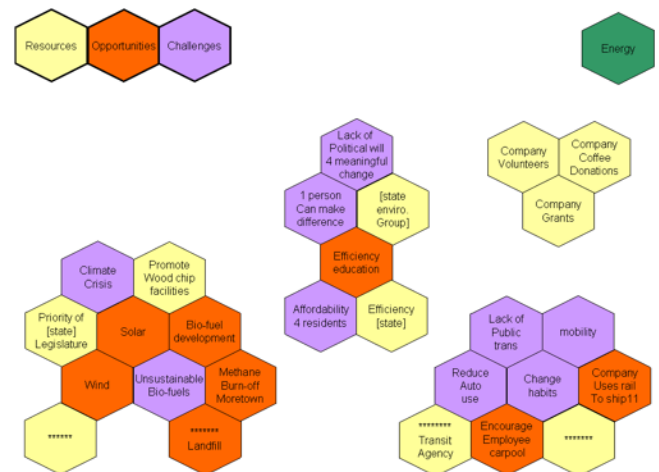 Resources
Opportunities
Challenges
Energy
Lack of
Political will
4 meaningful
change
1 person
Can make
difference
[state
enviro.
Group]
Efficiency
education
Affordability
4 residents
Efficiency
[state]
Company
Volunteers
Company
Coffee
Donations
Company
Grants
Climate
Crisis
Promote
Wood chip
facilities
Priority of
[state]
Legislature
Solar
Bio-fuel
development
Wind
Unsustainable
Bio-fuels
Methane
Burn-off
Moretown
******
*******
Landfill
Lack of
Public
trans
mobility
Reduce
Auto
use
Change
habits
Company
Uses rail
To ship11
********
Transit
Agency
Encourage
Employee
carpool
*******